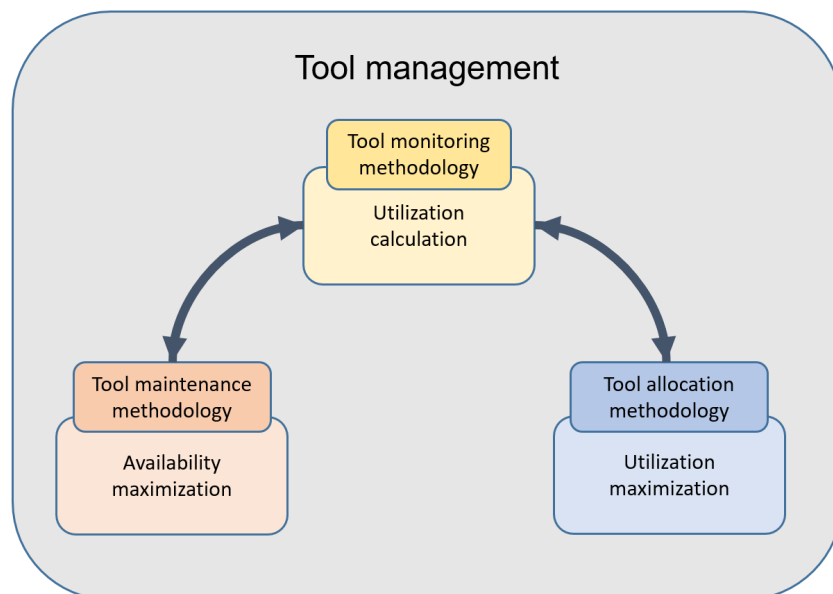 Tool management
Tool monitoring
methodology
Utilization
calculation
Tool maintenance
methodology
Availability
maximization
Tool allocation
methodology
Utilization
maximization